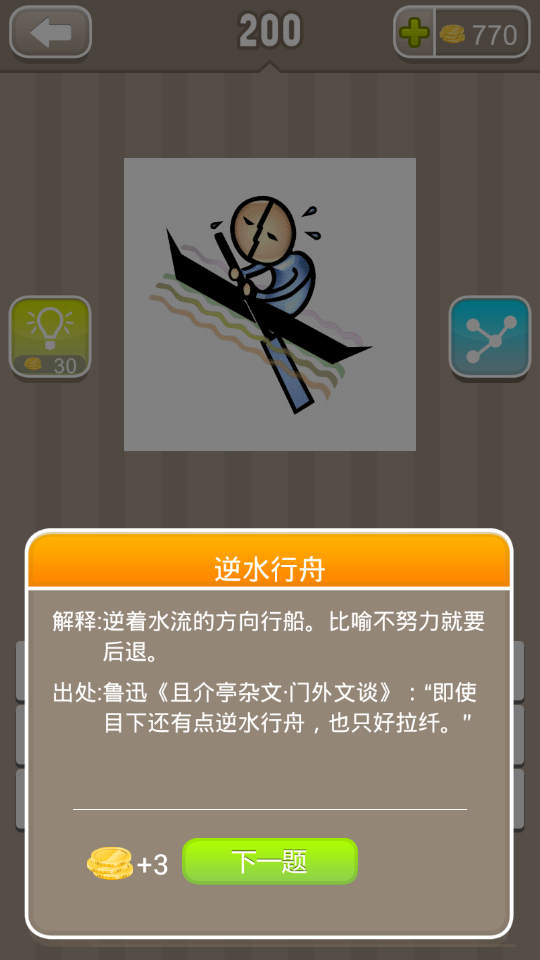 200
770
30
逆水行舟
解释:逆着水流的方向行船。比喻不努力就要
后退。
出处:鲁迅《且介亭杂文·门外文谈》：“即使
目下还有点逆水行舟，也只好拉纤。”
+3
下一题